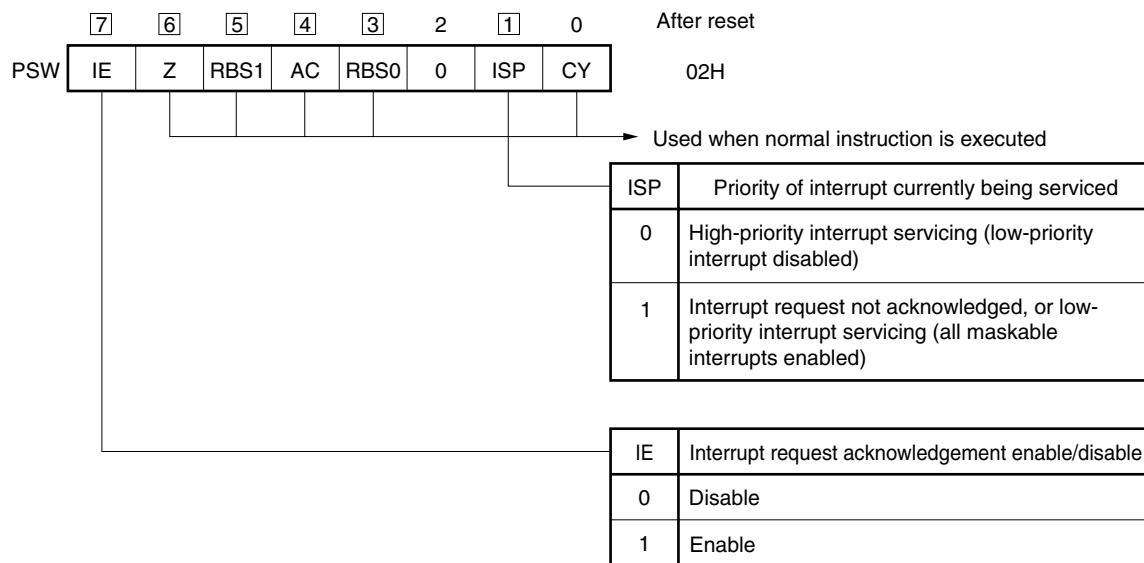 7 6 5 4 3 2 1 0 After reset
PSW IE Z RBS1 AC RBS0 0 ISP CY 02H
Used when normal instruction is executed
ISP Priority of interrupt currently being serviced
0 High-priority interrupt servicing (low-priority
interrupt disabled)
1 Interrupt request not acknowledged, or low-
priority interrupt servicing (all maskable
interrupts enabled)
IE Interrupt request acknowledgement enable/disable
0 Disable
1 Enable